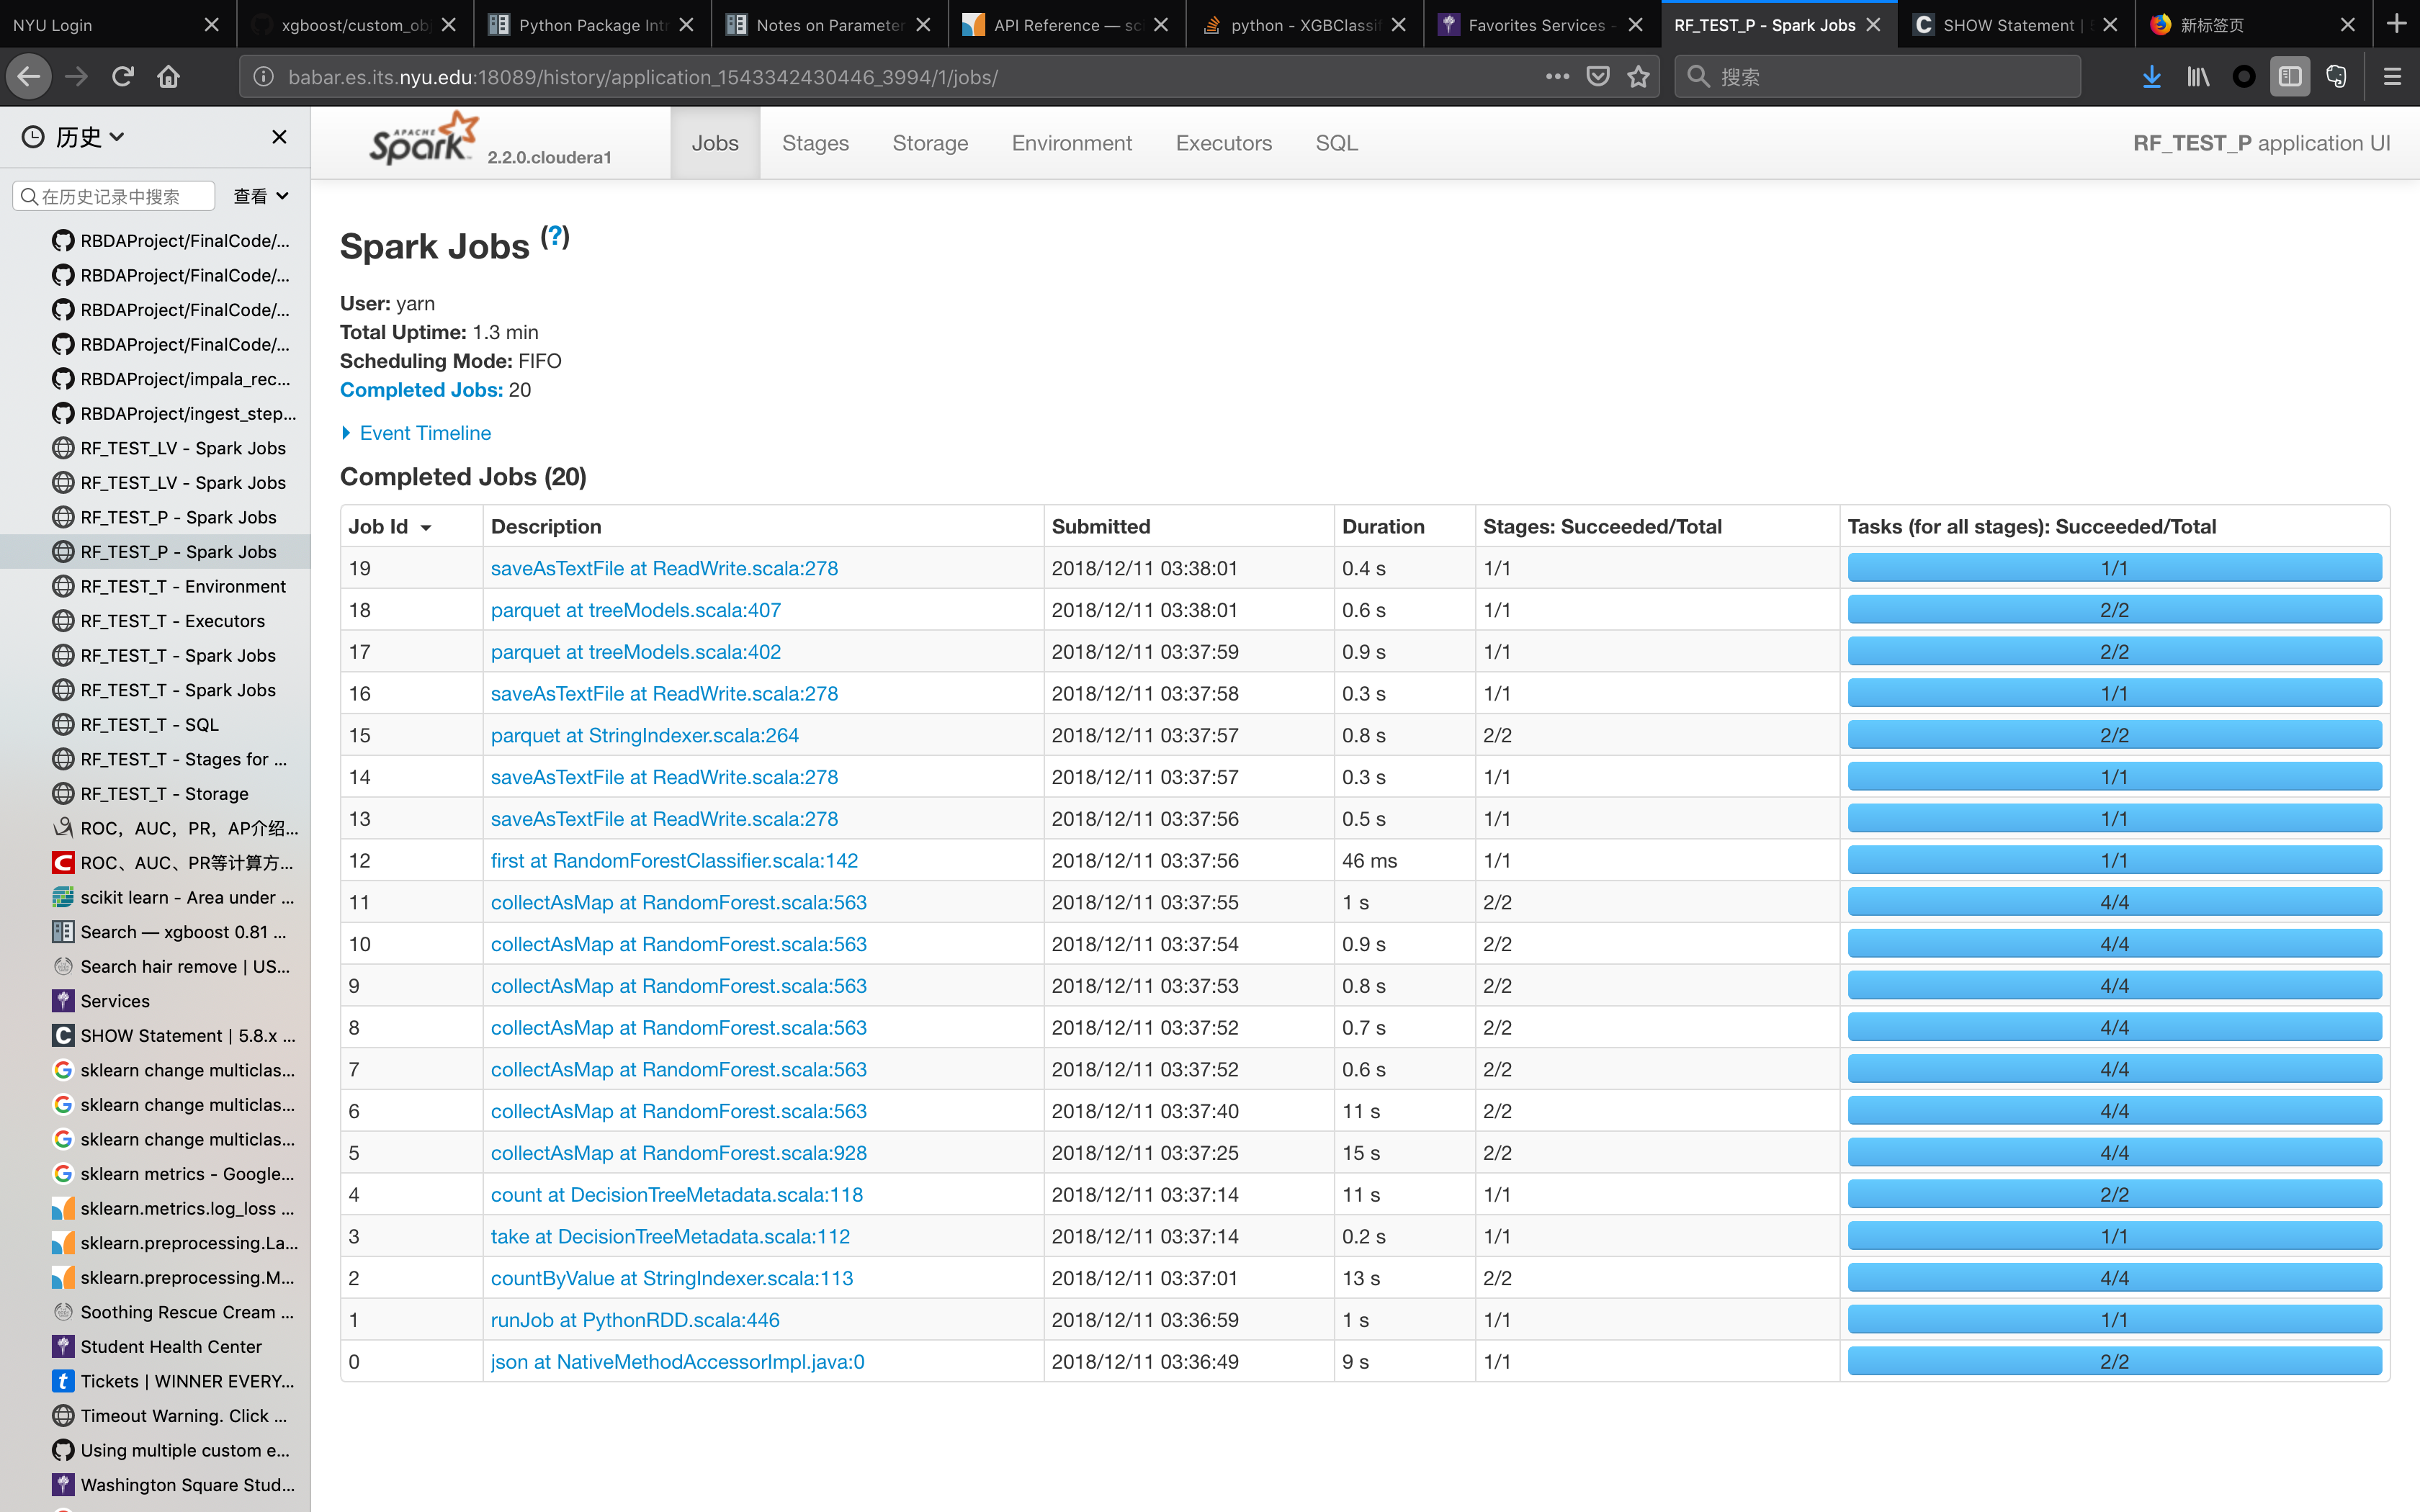 NYU Login
xgboost/custom_obj
Python Package Intr
Notes on Parameter
API Reference — sci
python - XGBClassif
Favorites Services -
RF_TEST_P - Spark Jobs
SHOW Statement | 5
新标签页
babar.es.its.nyu.edu:18089/history/application_1543342430446_3994/1/jobs/
搜索
历史
在历史记录中搜索
查看
RBDAProject/FinalCode/...
RBDAProject/FinalCode/...
RBDAProject/FinalCode/...
RBDAProject/FinalCode/...
RBDAProject/impala_rec...
RBDAProject/ingest_step...
RF_TEST_LV - Spark Jobs
RF_TEST_LV - Spark Jobs
RF_TEST_P - Spark Jobs
RF_TEST_P - Spark Jobs
RF_TEST_T - Environment
RF_TEST_T - Executors
RF_TEST_T - Spark Jobs
RF_TEST_T - Spark Jobs
RF_TEST_T - SQL
RF_TEST_T - Stages for ...
RF_TEST_T - Storage
ROC，AUC，PR，AP介绍...
ROC、AUC、PR等计算方...
scikit learn - Area under ...
Search — xgboost 0.81 ...
Search hair remove | US...
Services
SHOW Statement | 5.8.x ...
sklearn change multiclas...
sklearn change multiclas...
sklearn change multiclas...
sklearn metrics - Google...
sklearn.metrics.log_loss ...
sklearn.preprocessing.La...
sklearn.preprocessing.M...
Soothing Rescue Cream ...
Student Health Center
Tickets | WINNER EVERY...
Timeout Warning. Click ...
Using multiple custom e...
Washington Square Stud...
APACHE Spark 2.2.0.cloudera1
Jobs
Stages
Storage
Environment
Executors
SQL
RF_TEST_P application UI
Spark Jobs (?)
User: yarn
Total Uptime: 1.3 min
Scheduling Mode: FIFO
Completed Jobs: 20
Event Timeline
Completed Jobs (20)
Job Id Description Submitted Duration Stages: Succeeded/Total Tasks (for all stages): Succeeded/Total
19 saveAsTextFile at ReadWrite.scala:278 2018/12/11 03:38:01 0.4 s 1/1 1/1
18 parquet at treeModels.scala:407 2018/12/11 03:38:01 0.6 s 1/1 2/2
17 parquet at treeModels.scala:402 2018/12/11 03:37:59 0.9 s 1/1 2/2
16 saveAsTextFile at ReadWrite.scala:278 2018/12/11 03:37:58 0.3 s 1/1 1/1
15 parquet at StringIndexer.scala:264 2018/12/11 03:37:57 0.8 s 2/2 2/2
14 saveAsTextFile at ReadWrite.scala:278 2018/12/11 03:37:57 0.3 s 1/1 1/1
13 saveAsTextFile at ReadWrite.scala:278 2018/12/11 03:37:56 0.5 s 1/1 1/1
12 first at RandomForestClassifier.scala:142 2018/12/11 03:37:56 46 ms 1/1 1/1
11 collectAsMap at RandomForest.scala:563 2018/12/11 03:37:55 1 s 2/2 4/4
10 collectAsMap at RandomForest.scala:563 2018/12/11 03:37:54 0.9 s 2/2 4/4
9 collectAsMap at RandomForest.scala:563 2018/12/11 03:37:53 0.8 s 2/2 4/4
8 collectAsMap at RandomForest.scala:563 2018/12/11 03:37:52 0.7 s 2/2 4/4
7 collectAsMap at RandomForest.scala:563 2018/12/11 03:37:52 0.6 s 2/2 4/4
6 collectAsMap at RandomForest.scala:563 2018/12/11 03:37:40 11 s 2/2 4/4
5 collectAsMap at RandomForest.scala:928 2018/12/11 03:37:25 15 s 2/2 4/4
4 count at DecisionTreeMetadata.scala:118 2018/12/11 03:37:14 11 s 1/1 2/2
3 take at DecisionTreeMetadata.scala:112 2018/12/11 03:37:14 0.2 s 1/1 1/1
2 countByValue at StringIndexer.scala:113 2018/12/11 03:37:01 13 s 2/2 4/4
1 runJob at PythonRDD.scala:446 2018/12/11 03:36:59 1 s 1/1 1/1
0 json at NativeMethodAccessorImpl.java:0 2018/12/11 03:36:49 9 s 1/1 2/2